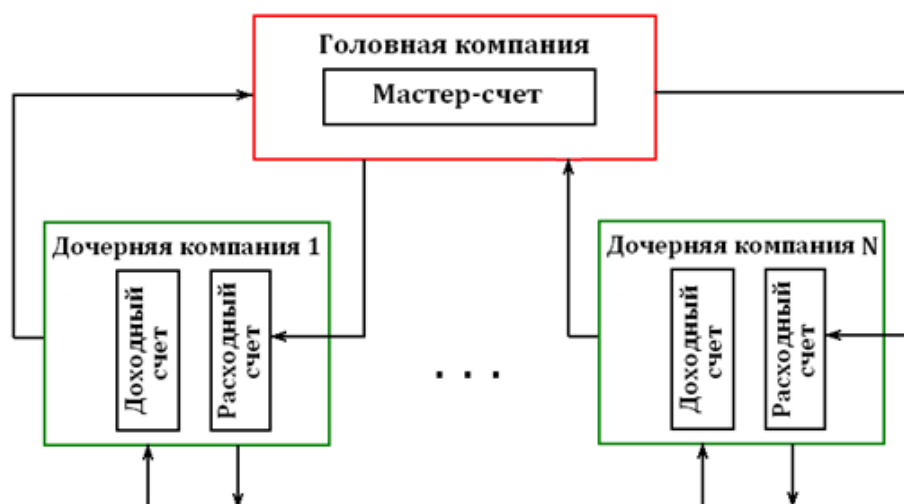 Головная компания
Мастер-счет
Дочерняя компания 1
Доходный
счет
Расходный
счет
. . .
Дочерняя компания N
Доходный
счет
Расходный
счет